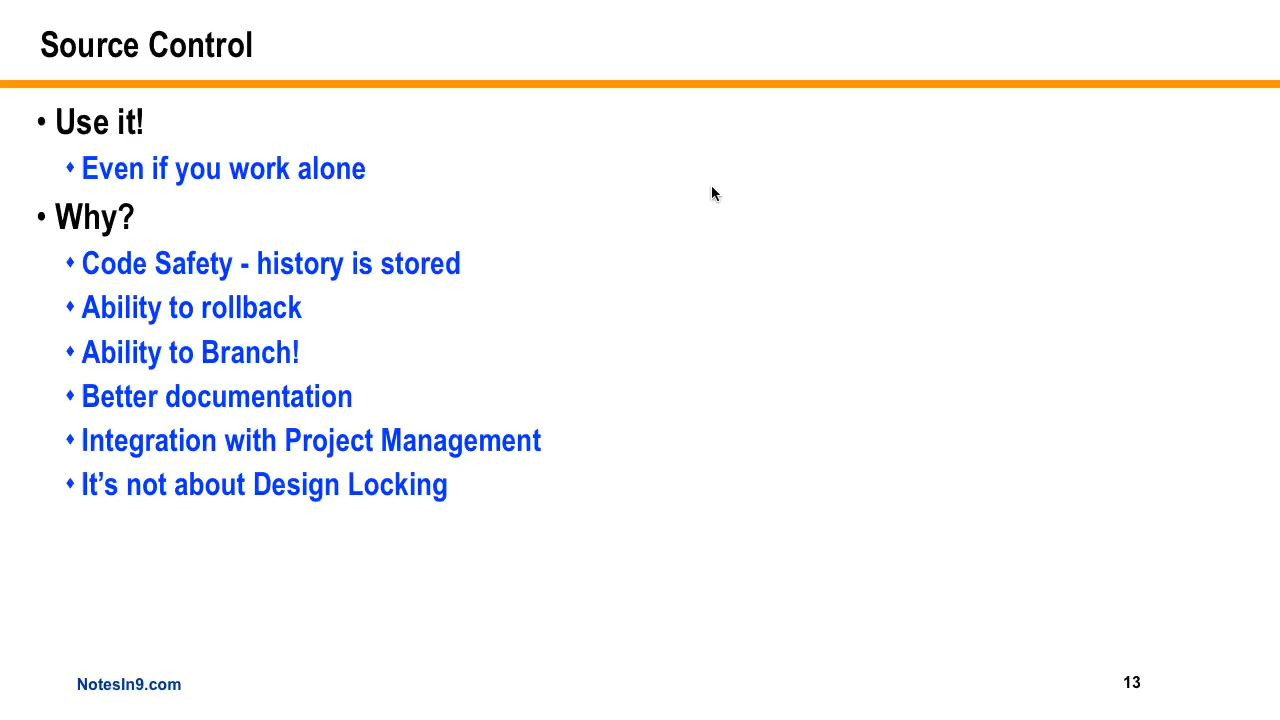 Source Control
• Use it!
♦ Even if you work alone
• Why?
♦ Code Safety - history is stored
♦ Ability to rollback
♦ Ability to Branch!
♦ Better documentation
♦ Integration with Project Management
♦ It’s not about Design Locking
NotesIn9.com
13